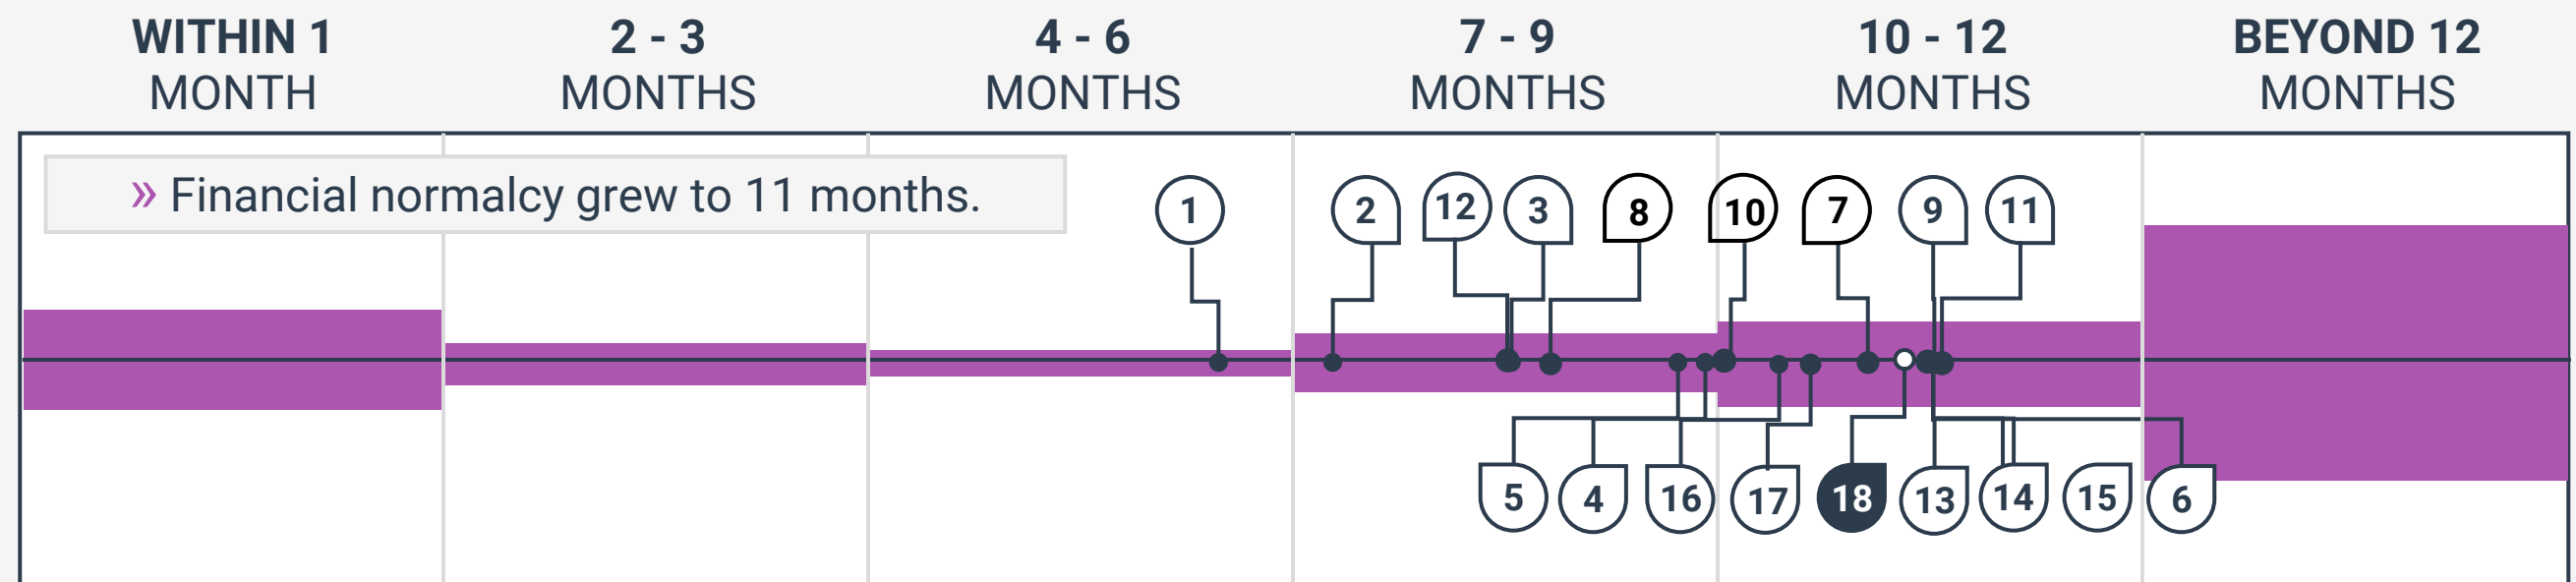 WITHIN 1
MONTH
2 - 3
MONTHS
4 - 6
MONTHS
7 - 9
MONTHS
10 - 12
MONTHS
BEYOND 12
MONTHS
» Financial normalcy grew to 11 months.
1
2
12
3
8
10
7
9
11
5
4
16
17
18
13
14
15
6